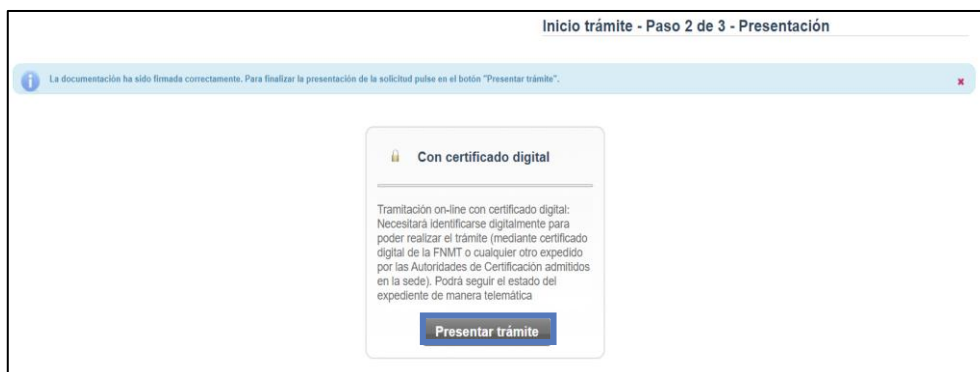 Inicio trámite - Paso 2 de 3 - Presentación
La documentación ha sido firmada correctamente. Para finalizar la presentación de la solicitud pulse en el botón "Presentar trámite".
Con certificado digital
Tramitación on-line con certificado digital:
Necesitará identificarse digitalmente para
poder realizar el trámite (mediante certificado
digital de la FNMT o cualquier otro expedido
por las Autoridades de Certificación admitidos
en la sede). Podrá seguir el estado del
expediente de manera telemática
Presentar trámite